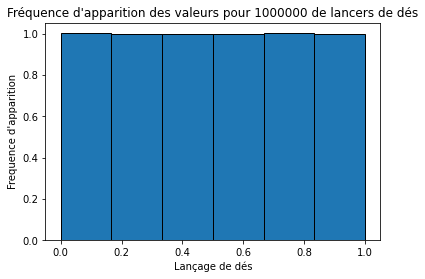 Fréquence d'apparition des valeurs pour 1000000 de lancers de dés
1.0
0.8
0.6
0.4
0.2
0.0
Frequence d'apparition
0.0 0.2 0.4 0.6 0.8 1.0
Lançage de dés